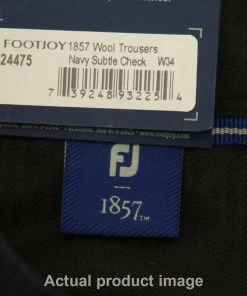 FOOTJOY 1857 Wool Trousers
24475 Navy Subtle Check W34
7 39248 93225 4
FJ
1857™
Actual product image